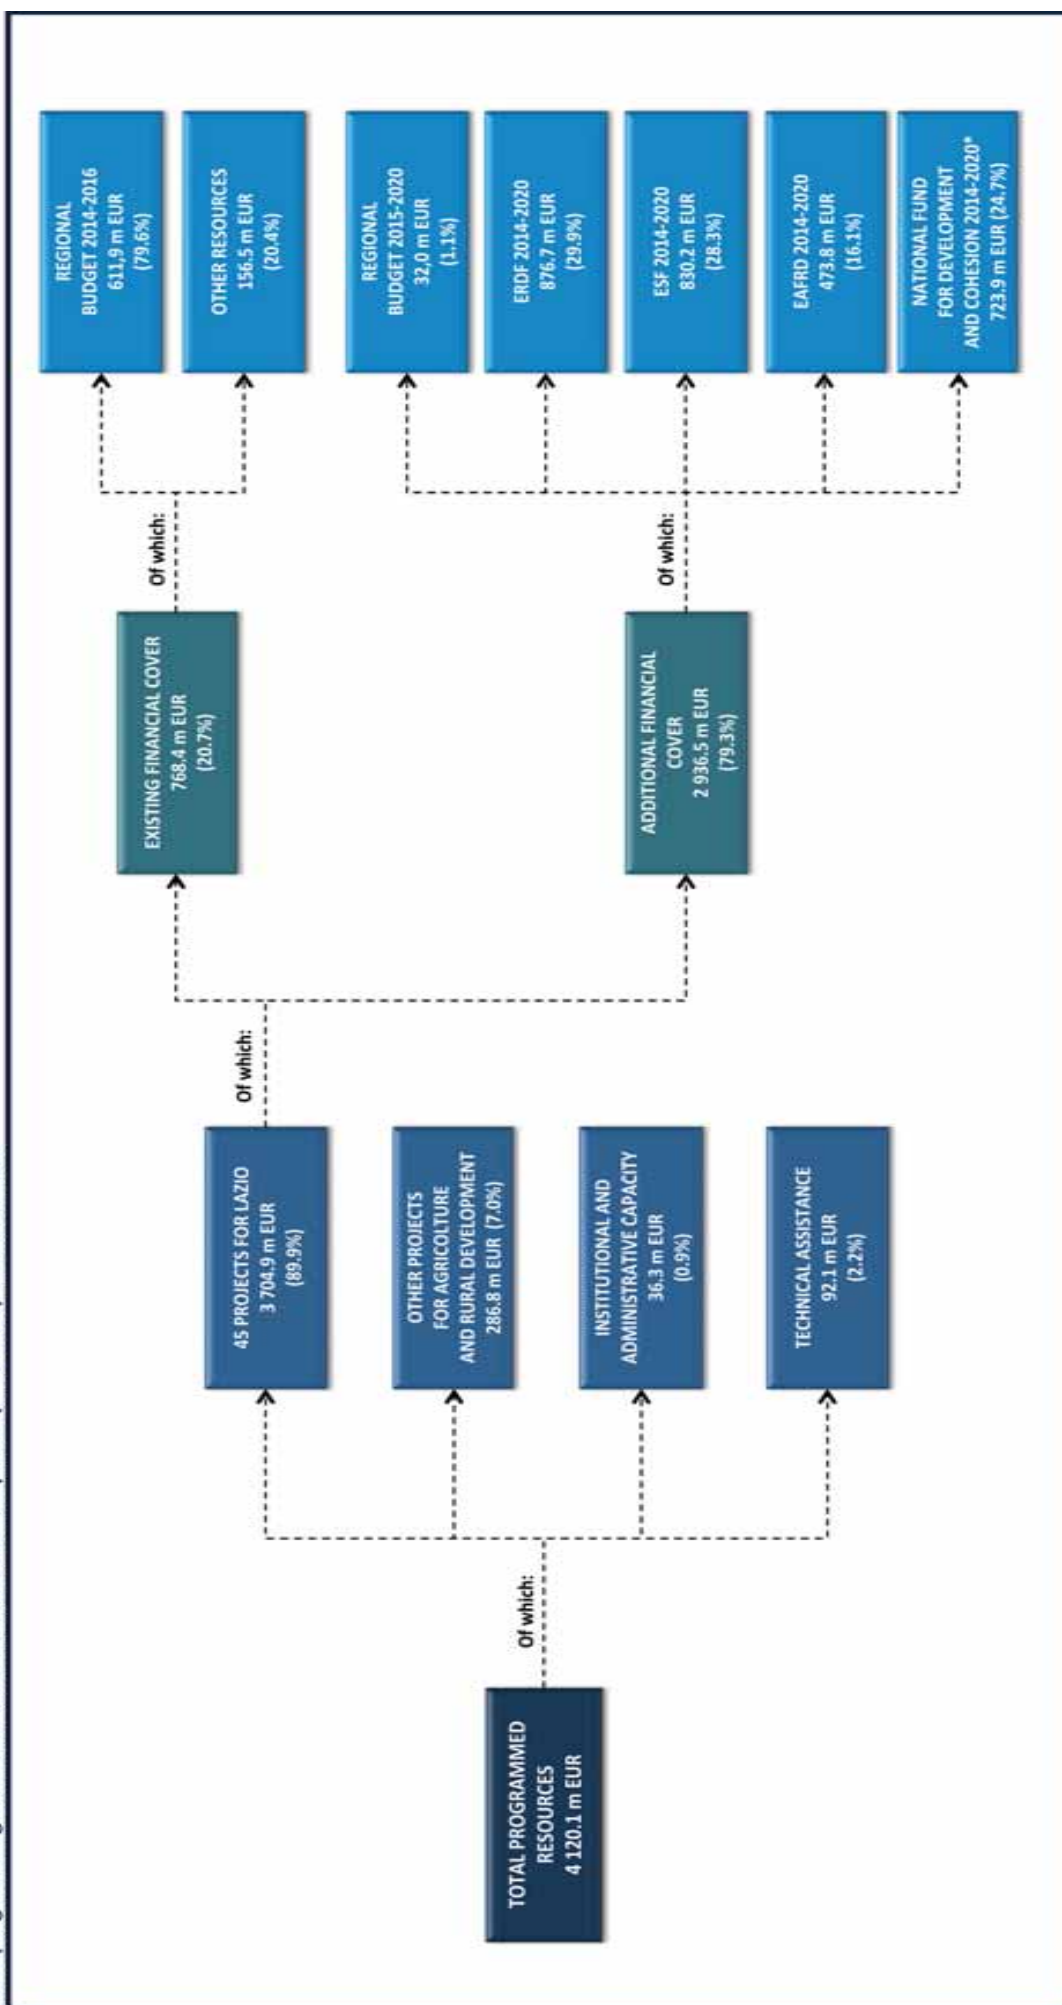 TOTAL PROGRAMMED
RESOURCES
4 120.1 m EUR
Of which:
45 PROJECTS FOR LAZIO
3 704.9 m EUR
(89.9%)
OTHER PROJECTS
FOR AGRICOLTURE
AND RURAL DEVELOPMENT
286.8 m EUR (7.0%)
INSTITUTIONAL AND
ADMINISTRATIVE CAPACITY
36.3 m EUR
(0.9%)
TECHNICAL ASSISTANCE
92.1 m EUR
(2.2%)
Of which:
EXISTING FINANCIAL COVER
768.4 m EUR
(20.7%)
ADDITIONAL FINANCIAL
COVER
2 936.5 m EUR
(79.3%)
Of which:
REGIONAL
BUDGET 2014-2016
611,9 m EUR
(79.6%)
OTHER RESOURCES
156.5 m EUR
(20.4%)
Of which:
REGIONAL
BUDGET 2015-2020
32,0 m EUR
(1.1%)
ERDF 2014-2020
876.7 m EUR
(29.9%)
ESF 2014-2020
830.2 m EUR
(28.3%)
EAFRD 2014-2020
473.8 m EUR
(16.1%)
NATIONAL FUND
FOR DEVELOPMENT
AND COHESION 2014-2020*
723.9 m EUR (24.7%)